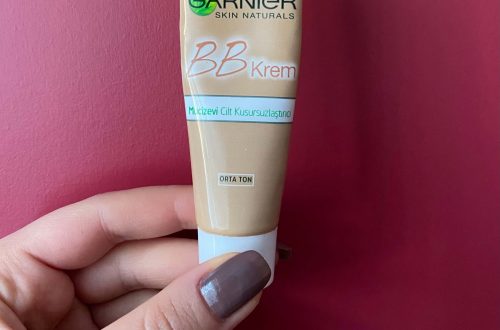 GARNIER
SKIN NATURALS
BB Krem
Mucizevi Cilt Kusursuzlaştırıcı
ORTA TON